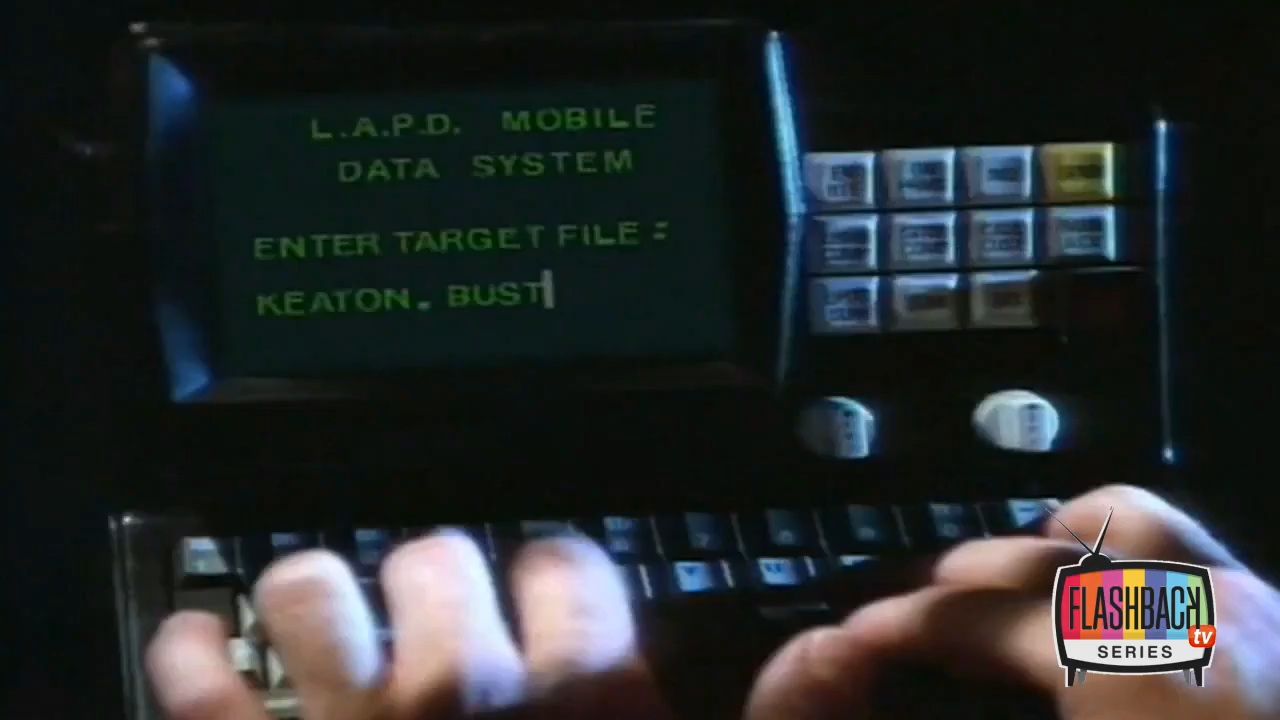 L.A.P.D. MOBILE
DATA SYSTEM
ENTER TARGET FILE :
KEATON. BUST
FLASHBACK
tv
SERIES